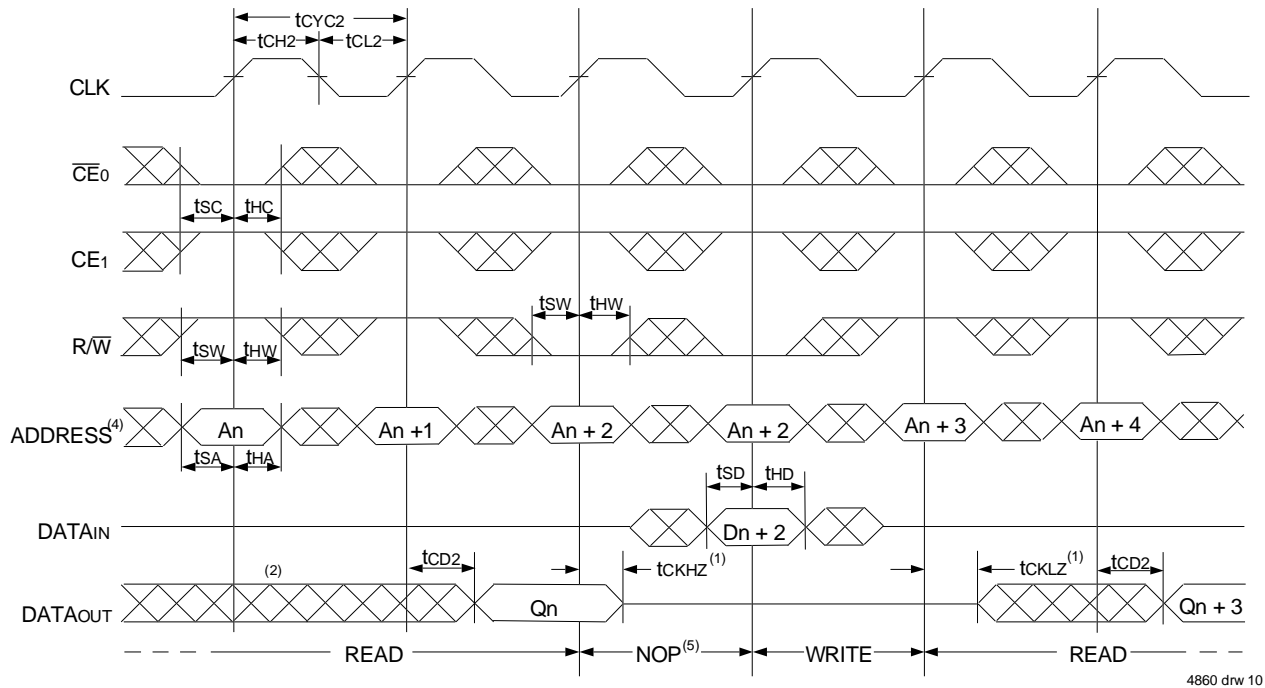 tCYC2
tCH2 tCL2
CLK
CE0
tSC tHC
CE1
tSW tHW
R/W
tSW tHW
ADDRESS(4) An An +1 An + 2 An + 2 An + 3 An + 4
tSA tHA
tSD tHD
DATAIN Dn + 2
(2) tCD2 tCKHZ(1) tCKLZ(1) tCD2
DATAOUT Qn Qn + 3
READ NOP(5) WRITE READ
4860 drw 10